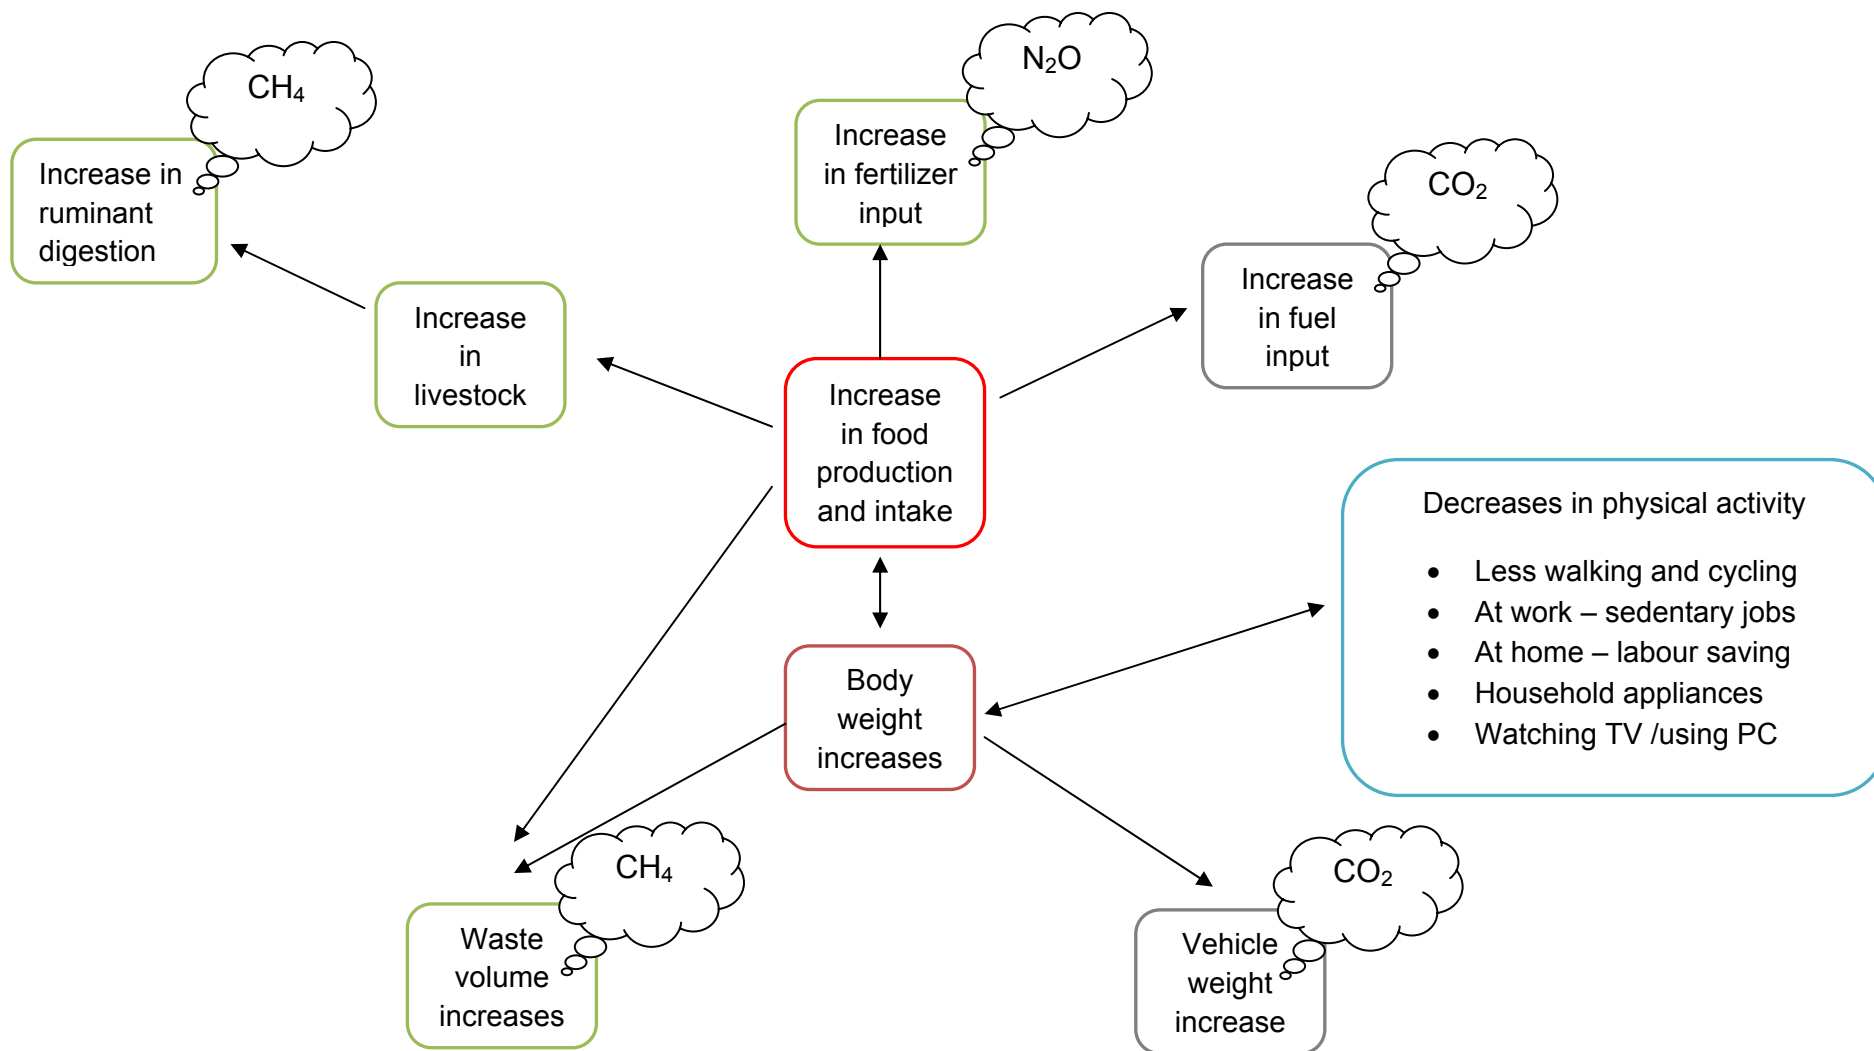 CH₄
Increase in
ruminant
digestion
N₂O
Increase
in fertilizer
input
CO₂
Increase
in fuel
input
Increase
in
livestock
Increase
in food
production
and intake
Decreases in physical activity
• Less walking and cycling
• At work – sedentary jobs
• At home – labour saving
• Household appliances
• Watching TV /using PC
Body
weight
increases
CH₄
Waste
volume
increases
CO₂
Vehicle
weight
increase